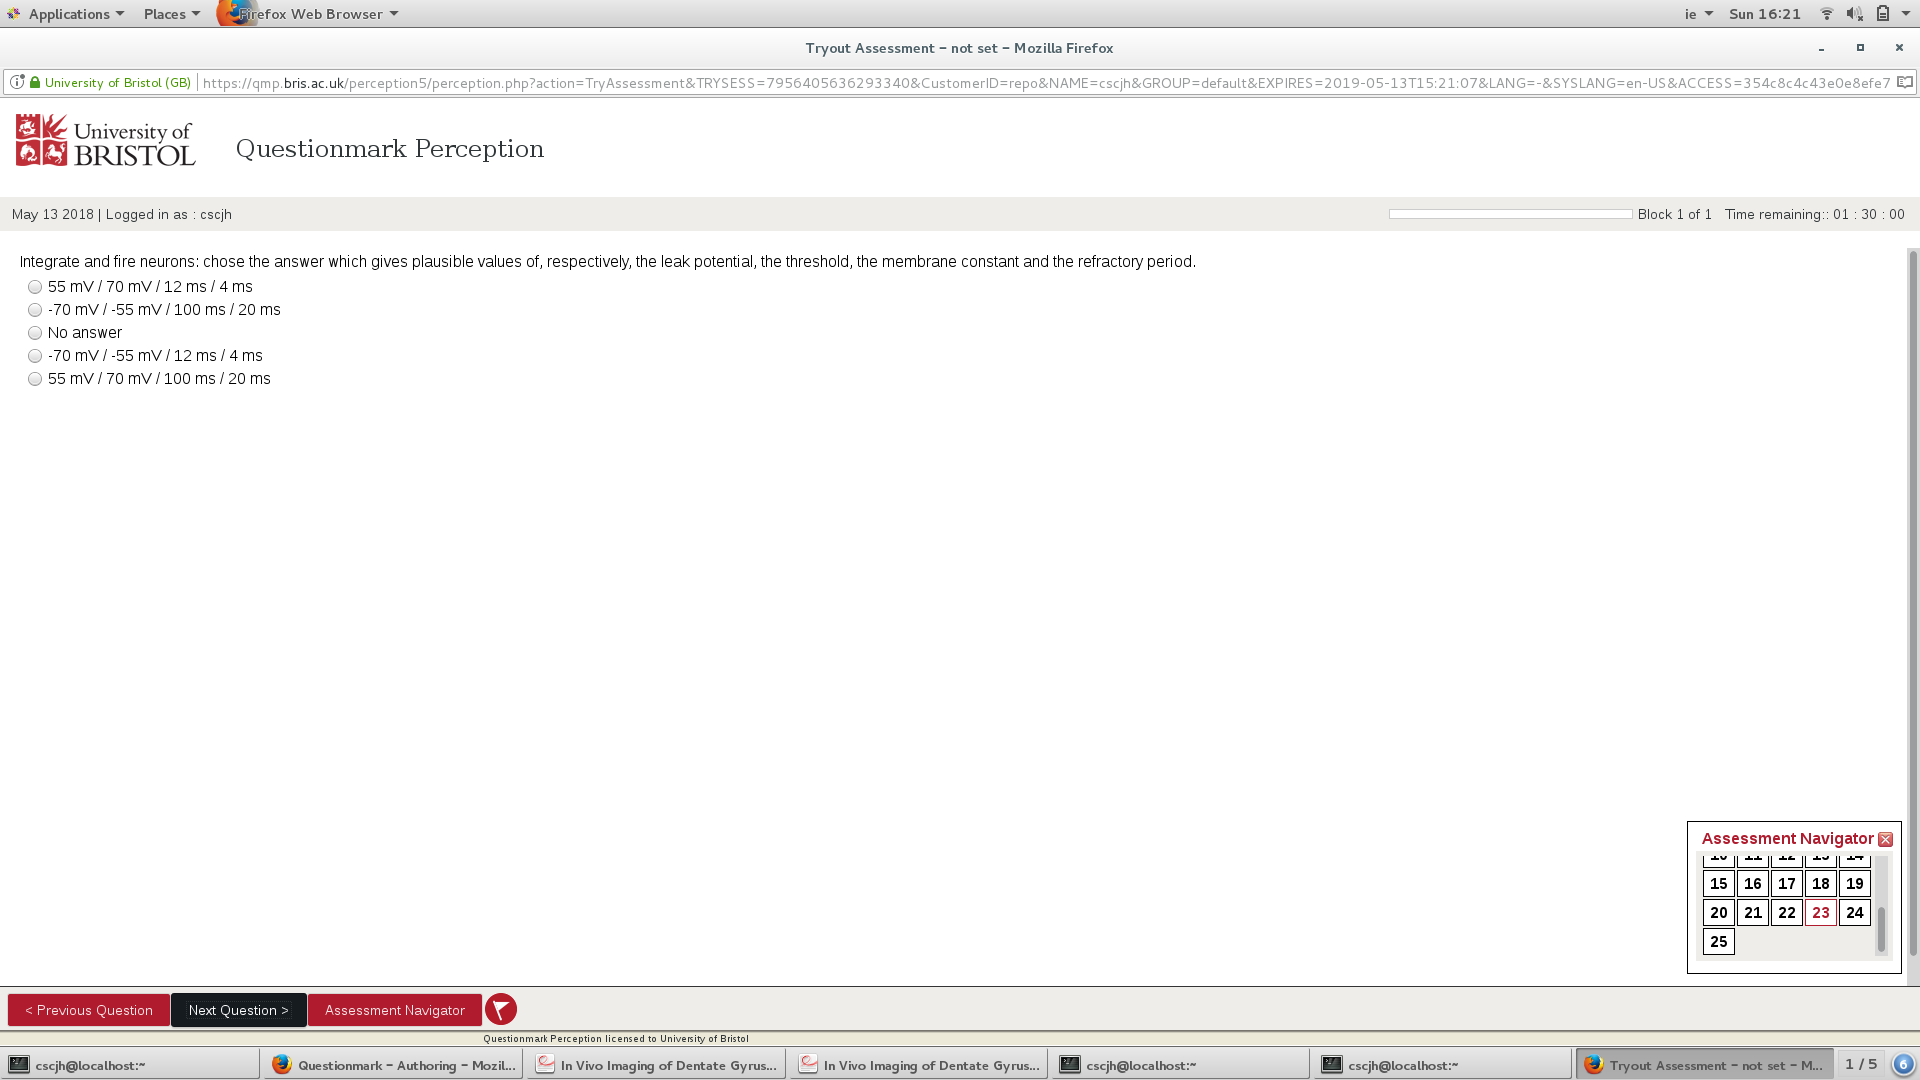 Applications Places Firefox Web Browser ie Sun 16:21
Tryout Assessment – not set – Mozilla Firefox
University of Bristol (GB) https://qmp.bris.ac.uk/perception5/perception.php?action=TryAssessment&TRYSESS=7956405636293340&CustomerID=repo&NAME=cscjh&GROUP=default&EXPIRES=2019-05-13T15:21:07&LANG=-&SYSLANG=en-US&ACCESS=354c8c4c43e0e8efe7
University of
BRISTOL
Questionmark Perception
May 13 2018 | Logged in as : cscjh Block 1 of 1 Time remaining:: 01 : 30 : 00
Integrate and fire neurons: chose the answer which gives plausible values of, respectively, the leak potential, the threshold, the membrane constant and the refractory period.
55 mV / 70 mV / 12 ms / 4 ms
-70 mV / -55 mV / 100 ms / 20 ms
No answer
-70 mV / -55 mV / 12 ms / 4 ms
55 mV / 70 mV / 100 ms / 20 ms
Assessment Navigator
10 11 12 13 14
15 16 17 18 19
20 21 22 23 24
25
< Previous Question Next Question > Assessment Navigator
Questionmark Perception licensed to University of Bristol
cscjh@localhost:~ Questionmark – Authoring – Mozil... In Vivo Imaging of Dentate Gyrus... In Vivo Imaging of Dentate Gyrus... cscjh@localhost:~ cscjh@localhost:~ Tryout Assessment – not set – M... 1 / 5 6